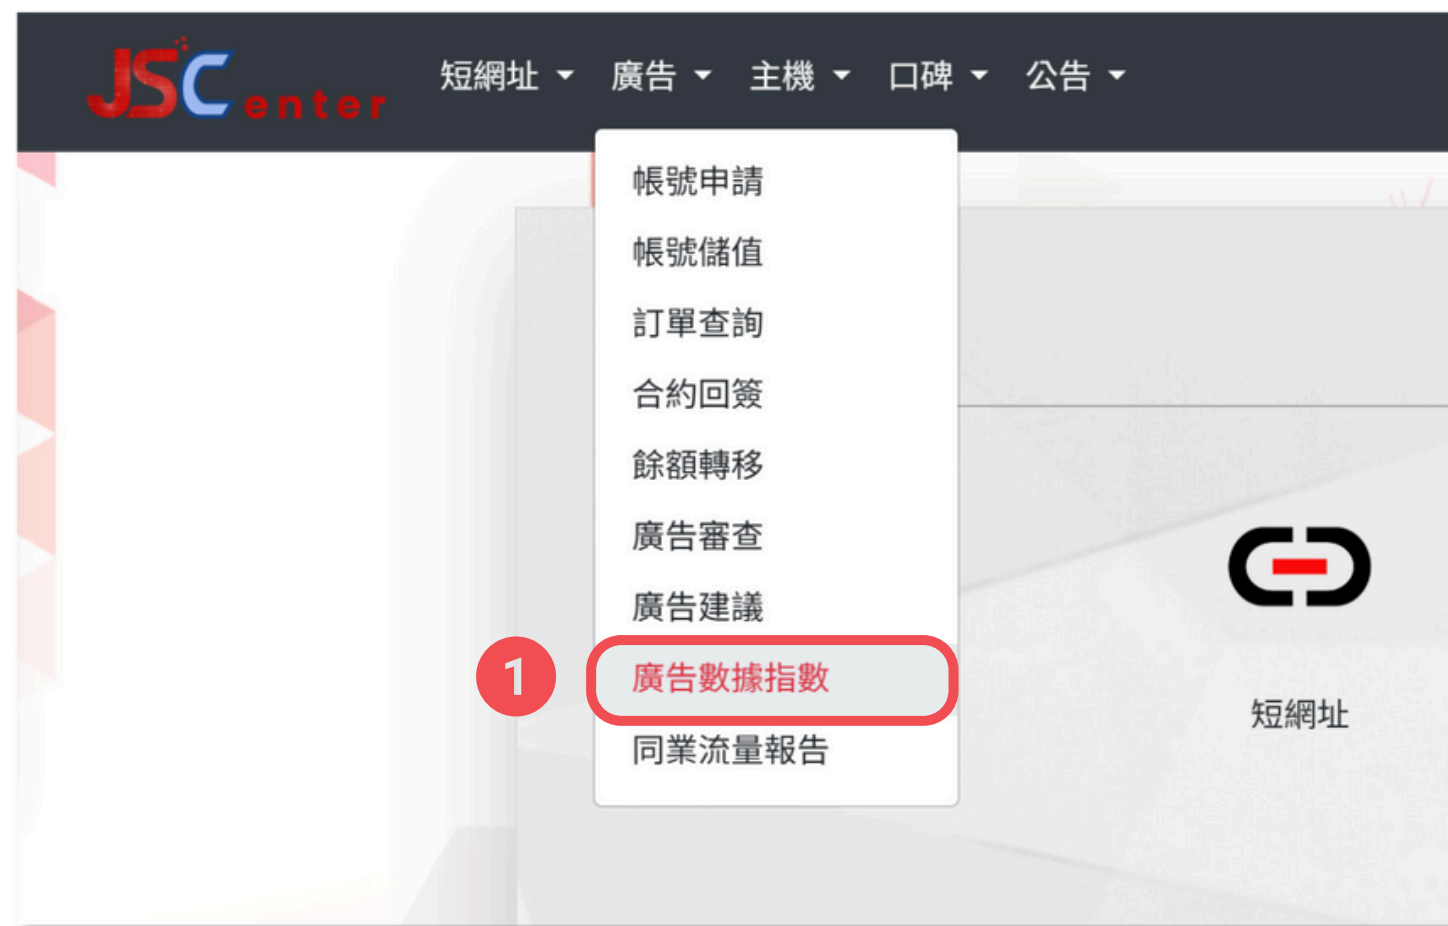 JSCenter
短網址 廣告 主機 口碑 公告
帳號申請
帳號儲值
訂單查詢
合約回簽
餘額轉移
廣告審查
廣告建議
1 廣告數據指數
同業流量報告
短網址